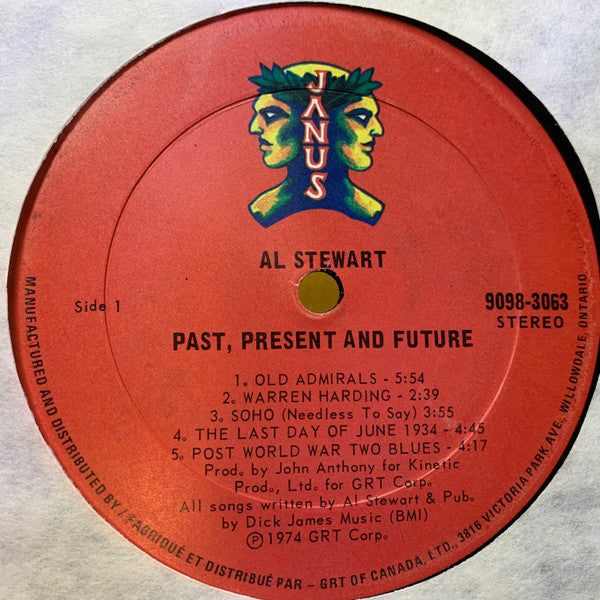 JANUS
AL STEWART
Side 1
9098-3063
STEREO
PAST, PRESENT AND FUTURE
1. OLD ADMIRALS - 5:54
2. WARREN HARDING - 2:39
3. SOHO (Needless To Say) 3:55
4. THE LAST DAY OF JUNE 1934 - 4:45
5. POST WORLD WAR TWO BLUES - 4:17
Prod. by John Anthony for Kinetic
Prod., Ltd. for GRT Corp.
All songs written by Al Stewart & Pub.
by Dick James Music (BMI)
Ⓟ1974 GRT Corp.
MANUFACTURED AND DISTRIBUTED BY / FABRIQUÉ ET DISTRIBUÉ PAR - GRT OF CANADA, LTD., 3816 VICTORIA PARK AVE. WILLOWDALE, ONTARIO